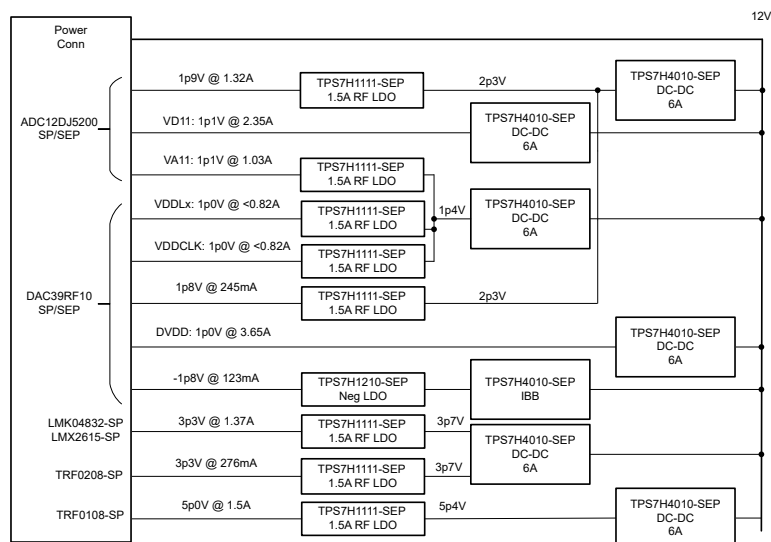 12V
Power
Conn
1p9V @ 1.32A
TPS7H1111-SEP
1.5A RF LDO
2p3V
TPS7H4010-SEP
DC-DC
6A
ADC12DJ5200
SP/SEP
VD11: 1p1V @ 2.35A
TPS7H4010-SEP
DC-DC
6A
VA11: 1p1V @ 1.03A
TPS7H1111-SEP
1.5A RF LDO
VDDLx: 1p0V @ <0.82A
TPS7H1111-SEP
1.5A RF LDO
1p4V
TPS7H4010-SEP
DC-DC
6A
VDDCLK: 1p0V @ <0.82A
TPS7H1111-SEP
1.5A RF LDO
DAC39RF10
SP/SEP
1p8V @ 245mA
TPS7H1111-SEP
1.5A RF LDO
2p3V
DVDD: 1p0V @ 3.65A
TPS7H4010-SEP
DC-DC
6A
-1p8V @ 123mA
TPS7H1210-SEP
Neg LDO
TPS7H4010-SEP
IBB
LMK04832-SP
LMX2615-SP
3p3V @ 1.37A
TPS7H1111-SEP
1.5A RF LDO
3p7V
TPS7H4010-SEP
DC-DC
6A
TRF0208-SP
3p3V @ 276mA
TPS7H1111-SEP
1.5A RF LDO
3p7V
TRF0108-SP
5p0V @ 1.5A
TPS7H1111-SEP
1.5A RF LDO
5p4V
TPS7H4010-SEP
DC-DC
6A